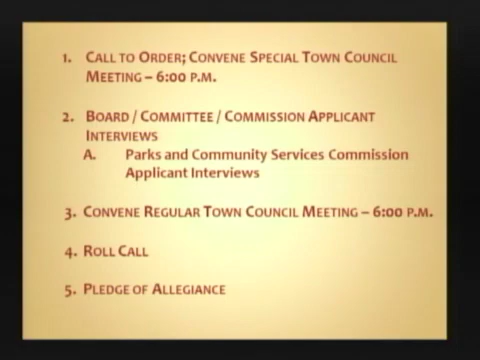 1. Call to Order; Convene Special Town Council
Meeting – 6:00 p.m.
2. Board / Committee / Commission Applicant
Interviews
A. Parks and Community Services Commission
Applicant Interviews
3. Convene Regular Town Council Meeting – 6:00 p.m.
4. Roll Call
5. Pledge of Allegiance